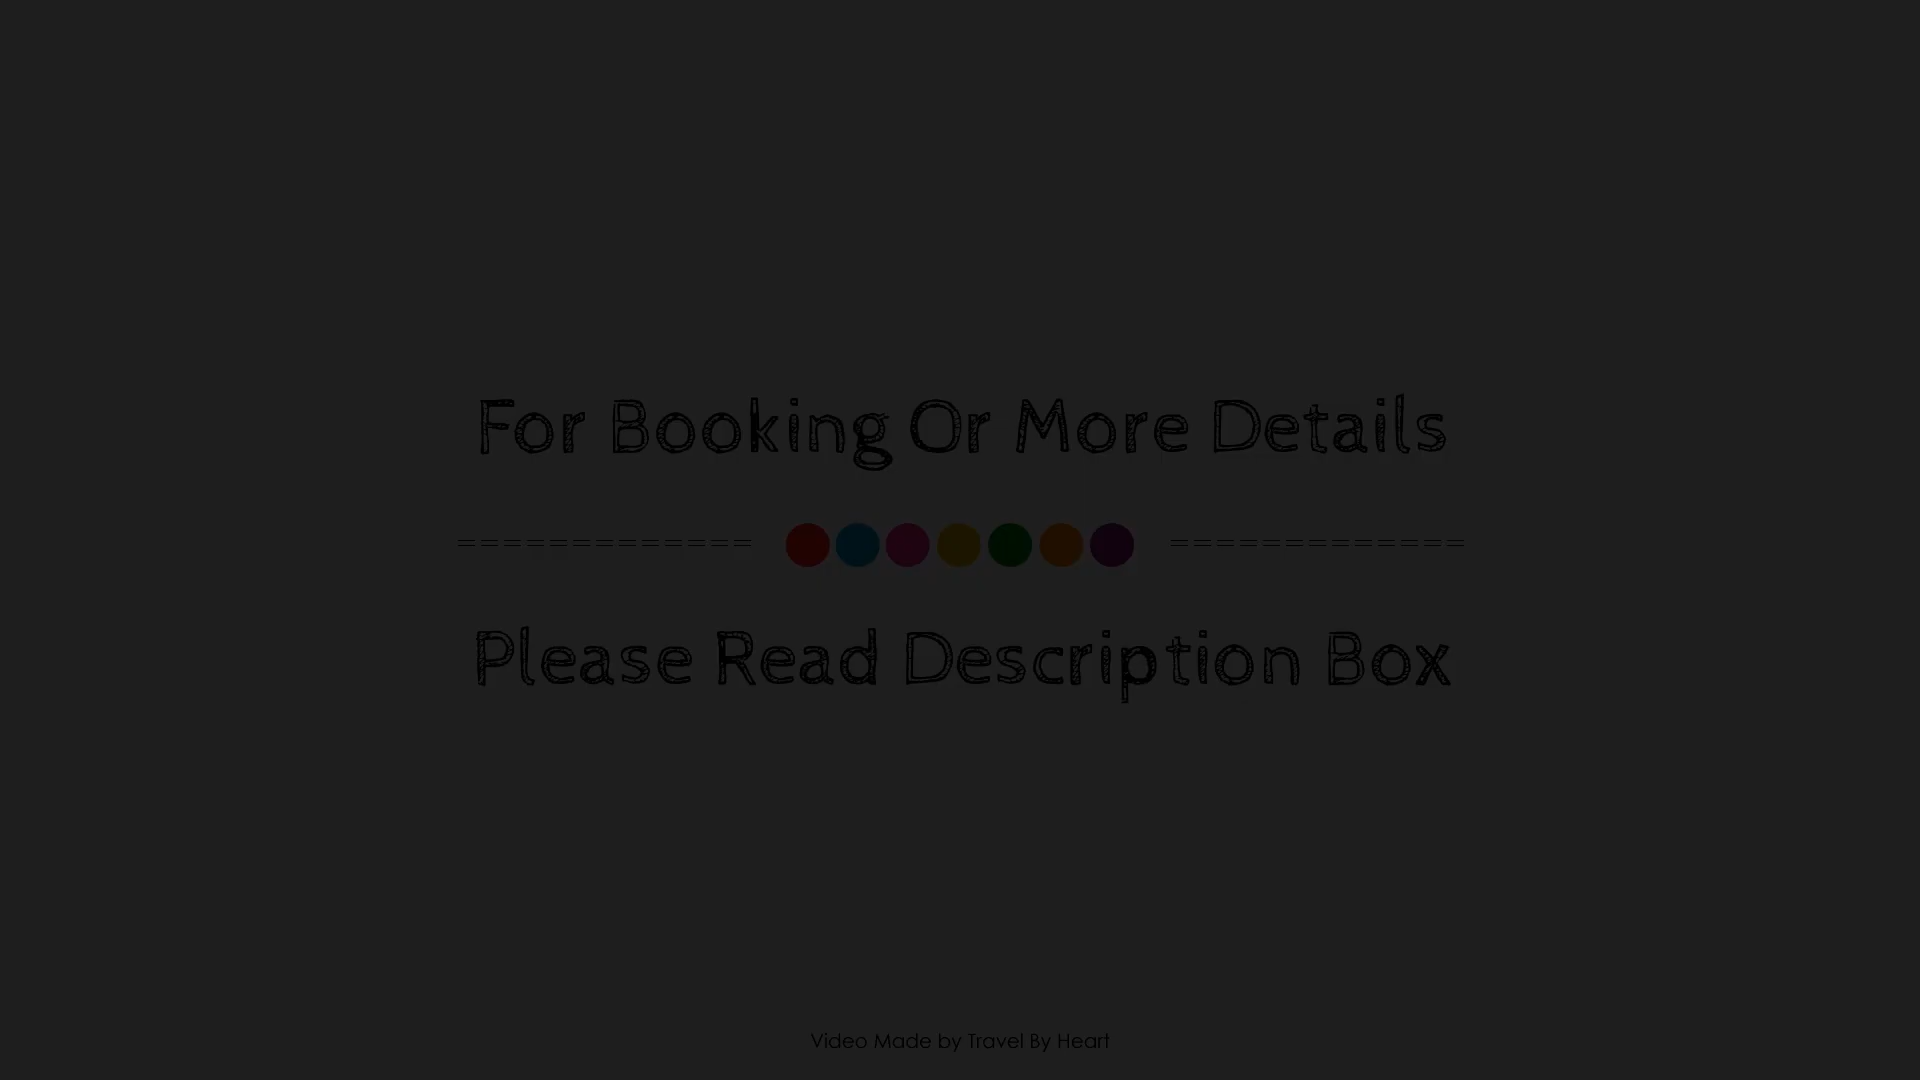 For Booking Or More Details
============= =============
Please Read Description Box
Video Made by Travel By Heart